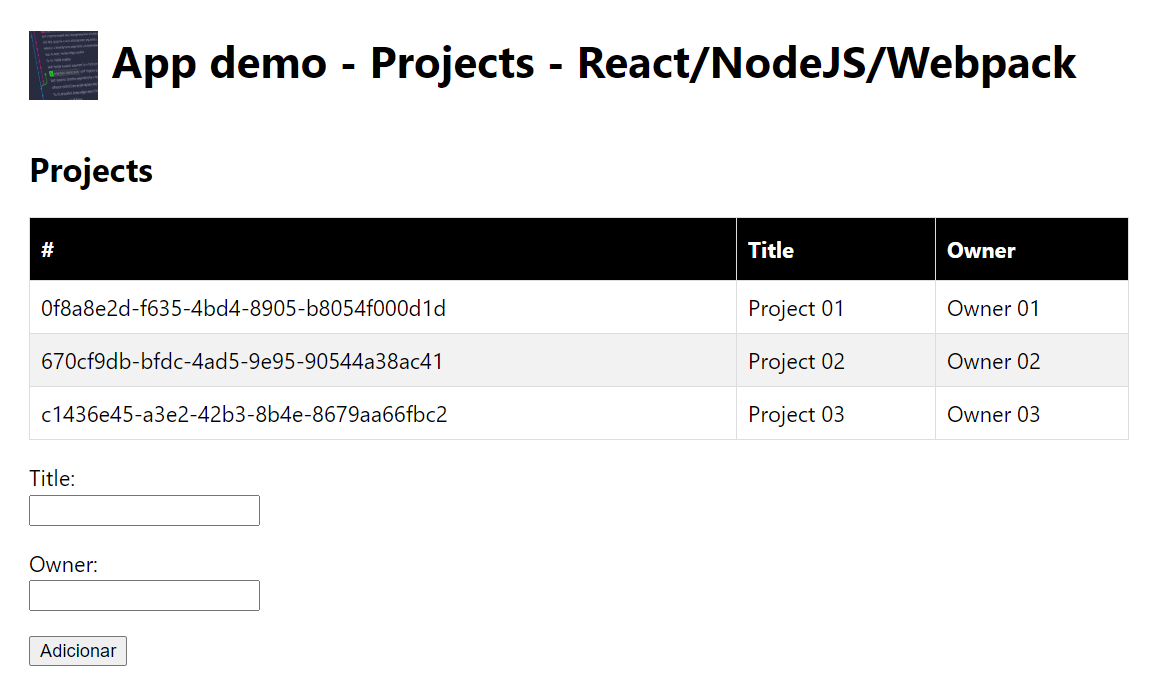 App demo - Projects - React/NodeJS/Webpack
Projects
# Title Owner
0f8a8e2d-f635-4bd4-8905-b8054f000d1d Project 01 Owner 01
670cf9db-bfdc-4ad5-9e95-90544a38ac41 Project 02 Owner 02
c1436e45-a3e2-42b3-8b4e-8679aa66fbc2 Project 03 Owner 03
Title:
Owner:
Adicionar